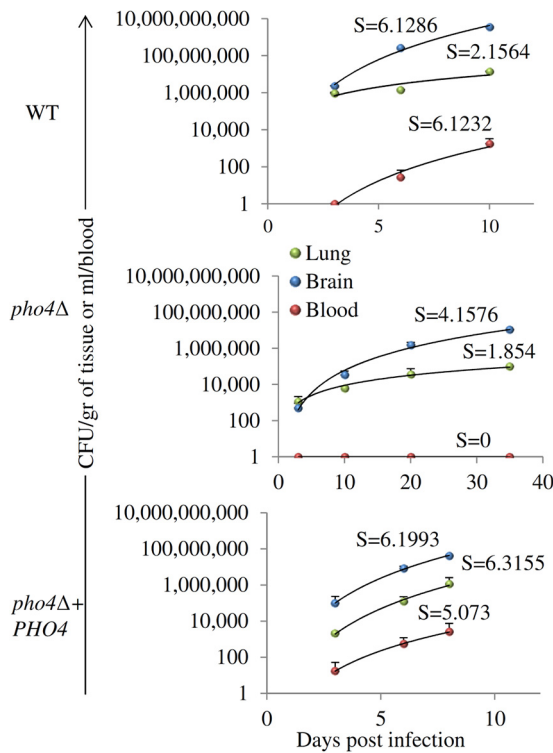 10,000,000,000
100,000,000
1,000,000
10,000
100
1
0
5
10
WT
S=6.1286
S=2.1564
S=6.1232
CFU/gr of tissue or ml/blood
Lung
Brain
Blood
10,000,000,000
100,000,000
1,000,000
10,000
100
1
0
10
20
30
40
pho4Δ
S=4.1576
S=1.854
S=0
10,000,000,000
100,000,000
1,000,000
10,000
100
1
0
5
10
pho4Δ+
PHO4
S=6.1993
S=6.3155
S=5.073
Days post infection